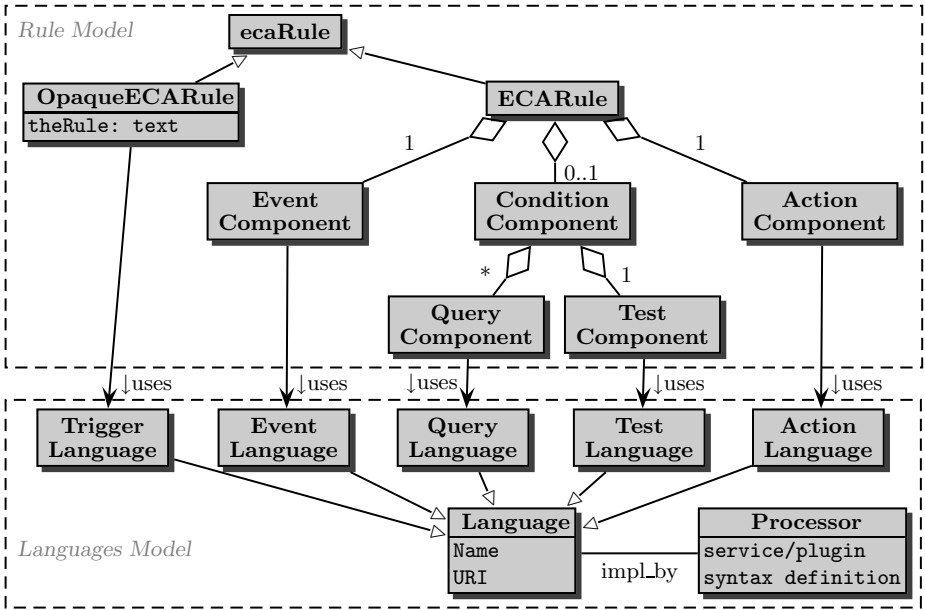 Rule Model
ecaRule
OpaqueECARule
theRule: text
ECARule
1
0..1
1
Event
Component
Condition
Component
Action
Component
*
1
Query
Component
Test
Component
↓uses
↓uses
↓uses
↓uses
↓uses
Trigger
Language
Event
Language
Query
Language
Test
Language
Action
Language
Language
Name
URI
impl_by
Processor
service/plugin
syntax definition
Languages Model